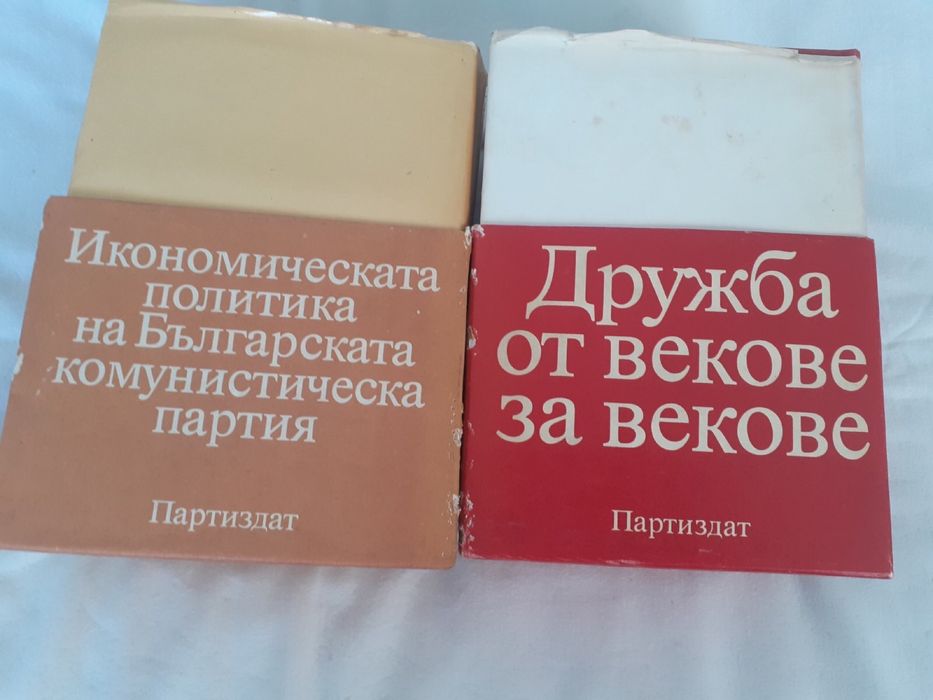 Икономическата
политика
на Българската
комунистическа
партия
Партиздат
Дружба
от векове
за векове
Партиздат